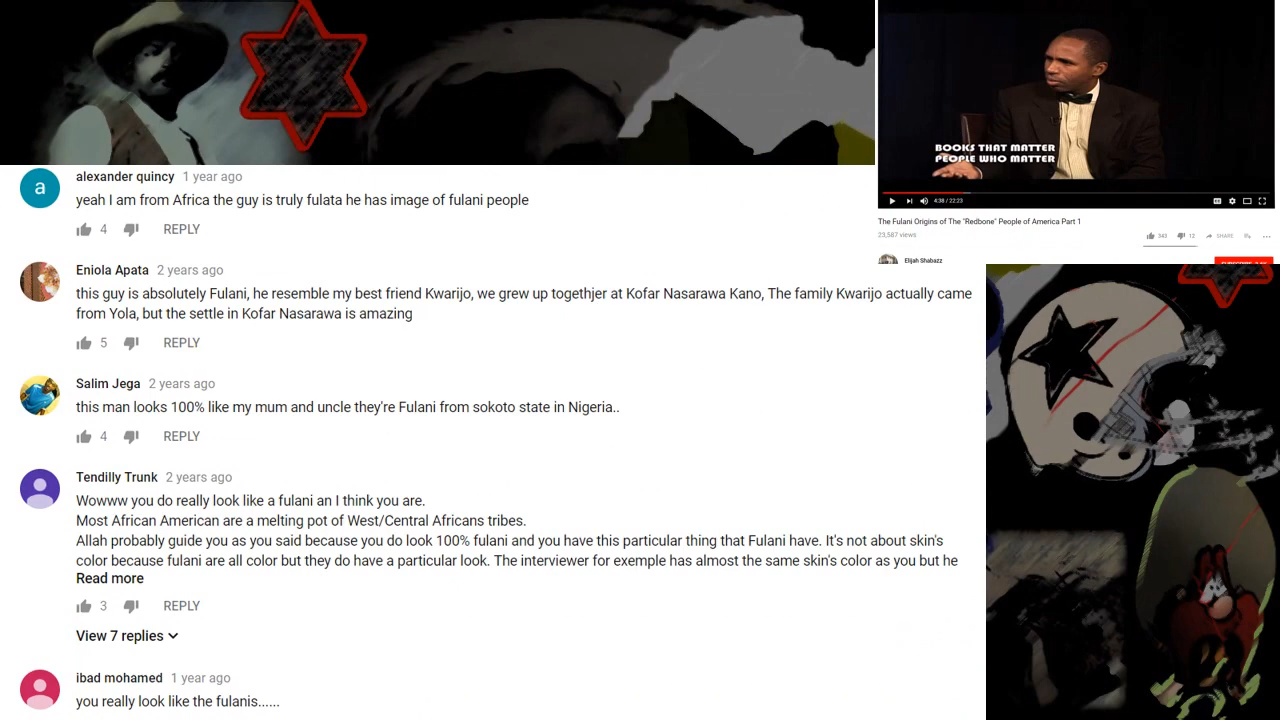 BOOKS THAT MATTER
PEOPLE WHO MATTER
4:38 / 22:23
The Fulani Origins of The "Redbone" People of America Part 1
23,587 views
343
12
SHARE
Elijah Shabazz
a
alexander quincy 1 year ago
yeah I am from Africa the guy is truly fulata he has image of fulani people
4 REPLY
Eniola Apata 2 years ago
this guy is absolutely Fulani, he resemble my best friend Kwarijo, we grew up togethjer at Kofar Nasarawa Kano, The family Kwarijo actually came
from Yola, but the settle in Kofar Nasarawa is amazing
5 REPLY
Salim Jega 2 years ago
this man looks 100% like my mum and uncle they're Fulani from sokoto state in Nigeria..
4 REPLY
Tendilly Trunk 2 years ago
Wowww you do really look like a fulani an I think you are.
Most African American are a melting pot of West/Central Africans tribes.
Allah probably guide you as you said because you do look 100% fulani and you have this particular thing that Fulani have. It's not about skin's
color because fulani are all color but they do have a particular look. The interviewer for exemple has almost the same skin's color as you but he
Read more
3 REPLY
View 7 replies
ibad mohamed 1 year ago
you really look like the fulanis......